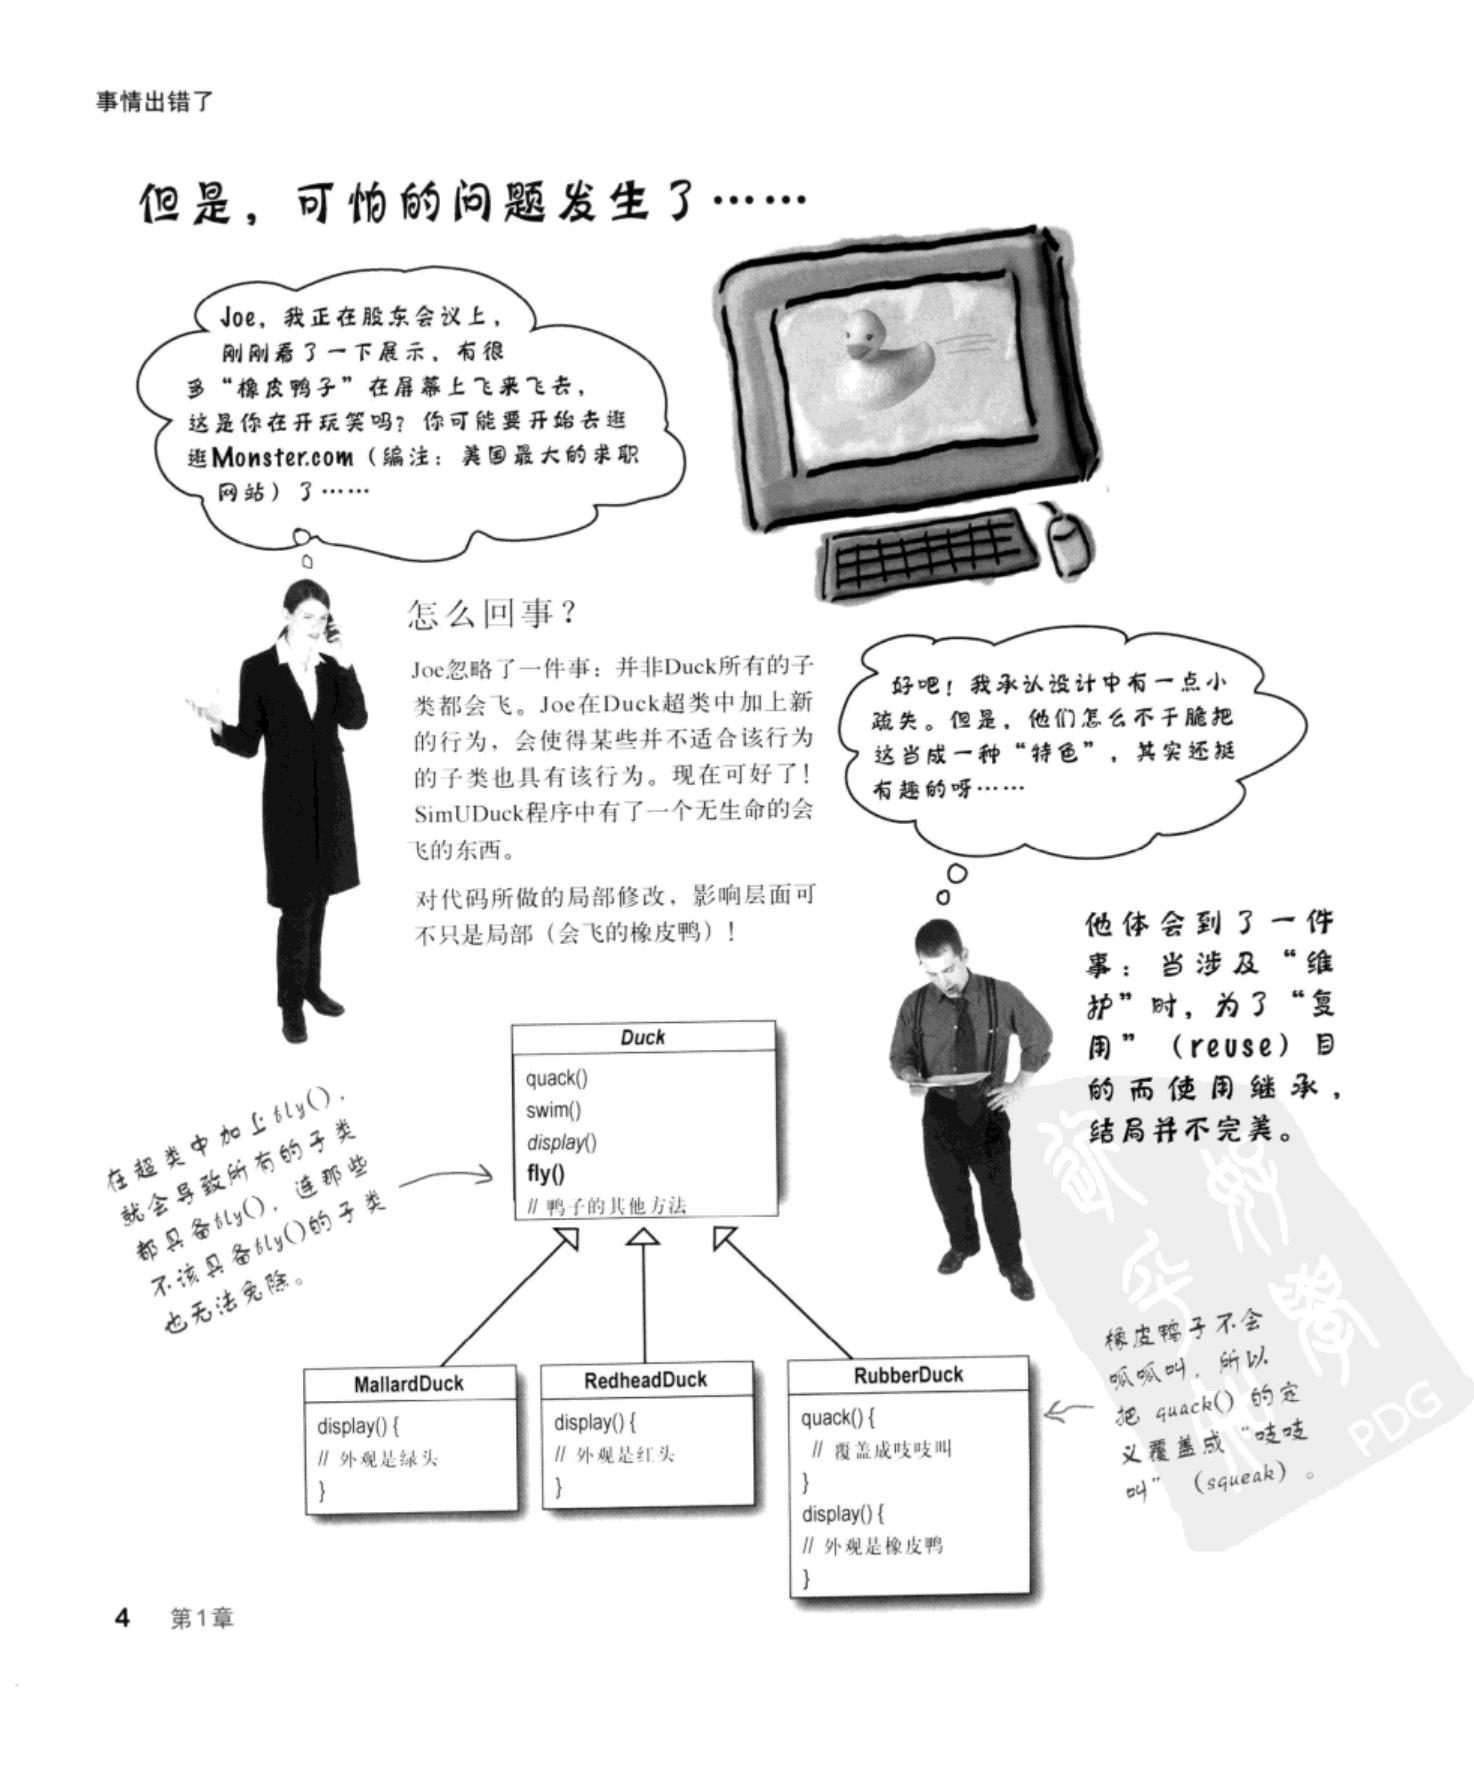 事情出错了
但是，可怕的问题发生了……
Joe，我正在股东会议上，
刚刚看了一下展示，有很
多“橡皮鸭子”在屏幕上飞来飞去，
这是你在开玩笑吗？你可能要开始去逛
逛Monster.com（编注：美国最大的求职
网站）了……
怎么回事？
Joe忽略了一件事：并非Duck所有的子
类都会飞。Joe在Duck超类中加上新
的行为，会使得某些并不适合该行为
的子类也具有该行为。现在可好了！
SimUDuck程序中有了一个无生命的会
飞的东西。
对代码所做的局部修改，影响层面可
不只是局部（会飞的橡皮鸭）！
好吧！我承认设计中有一点小
疏失。但是，他们怎么不干脆把
这当成一种“特色”，其实还挺
有趣的呀……
他体会到了一件
事：当涉及“维
护”时，为了“复
用”（reuse）目
的而使用继承，
结局并不完美。
在超类中加上fly()，
就会导致所有的子类
都具备fly()，连那些
不该具备fly()的子类
也无法免除。
Duck
quack()
swim()
display()
fly()
// 鸭子的其他方法
MallardDuck
display() {
// 外观是绿头
}
RedheadDuck
display() {
// 外观是红头
}
RubberDuck
quack() {
// 覆盖成吱吱叫
}
display() {
// 外观是橡皮鸭
}
橡皮鸭子不会
呱呱叫，所以
把 quack() 的定
义覆盖成“吱吱
叫”（squeak）。
PDG
4 第1章